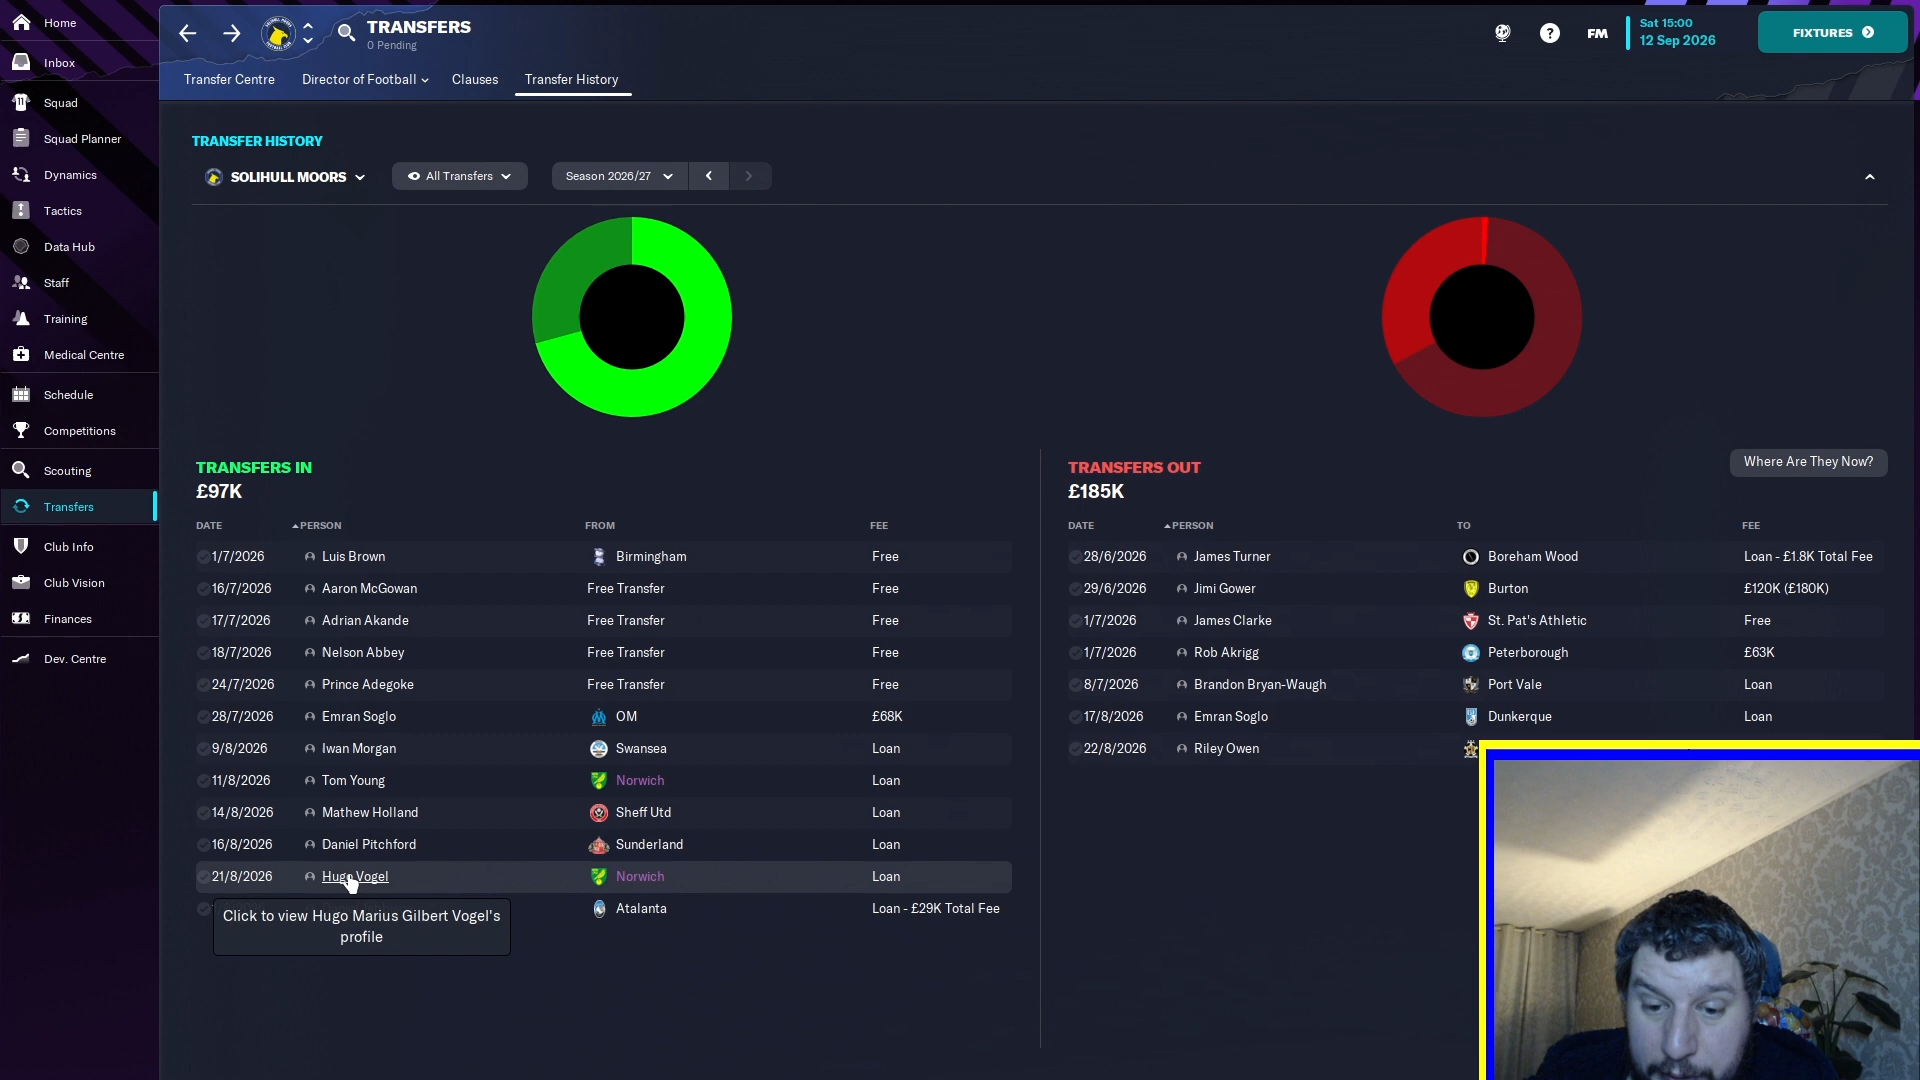 Home
Inbox
Squad
Squad Planner
Dynamics
Tactics
Data Hub
Staff
Training
Medical Centre
Schedule
Competitions
Scouting
Transfers
Club Info
Club Vision
Finances
Dev. Centre
TRANSFERS
0 Pending
FM
Sat 15:00
12 Sep 2026
FIXTURES
Transfer Centre Director of Football Clauses Transfer History
TRANSFER HISTORY
SOLIHULL MOORS All Transfers Season 2026/27
TRANSFERS IN
£97K
DATE PERSON FROM FEE
1/7/2026 Luis Brown Birmingham Free
16/7/2026 Aaron McGowan Free Transfer Free
17/7/2026 Adrian Akande Free Transfer Free
18/7/2026 Nelson Abbey Free Transfer Free
24/7/2026 Prince Adegoke Free Transfer Free
28/7/2026 Emran Soglo OM £68K
9/8/2026 Iwan Morgan Swansea Loan
11/8/2026 Tom Young Norwich Loan
14/8/2026 Mathew Holland Sheff Utd Loan
16/8/2026 Daniel Pitchford Sunderland Loan
21/8/2026 Hugo Vogel Norwich Loan
Atalanta Loan - £29K Total Fee
Click to view Hugo Marius Gilbert Vogel's
profile
TRANSFERS OUT
£185K
Where Are They Now?
DATE PERSON TO FEE
28/6/2026 James Turner Boreham Wood Loan - £1.8K Total Fee
29/6/2026 Jimi Gower Burton £120K (£180K)
1/7/2026 James Clarke St. Pat's Athletic Free
1/7/2026 Rob Akrigg Peterborough £63K
8/7/2026 Brandon Bryan-Waugh Port Vale Loan
17/8/2026 Emran Soglo Dunkerque Loan
22/8/2026 Riley Owen